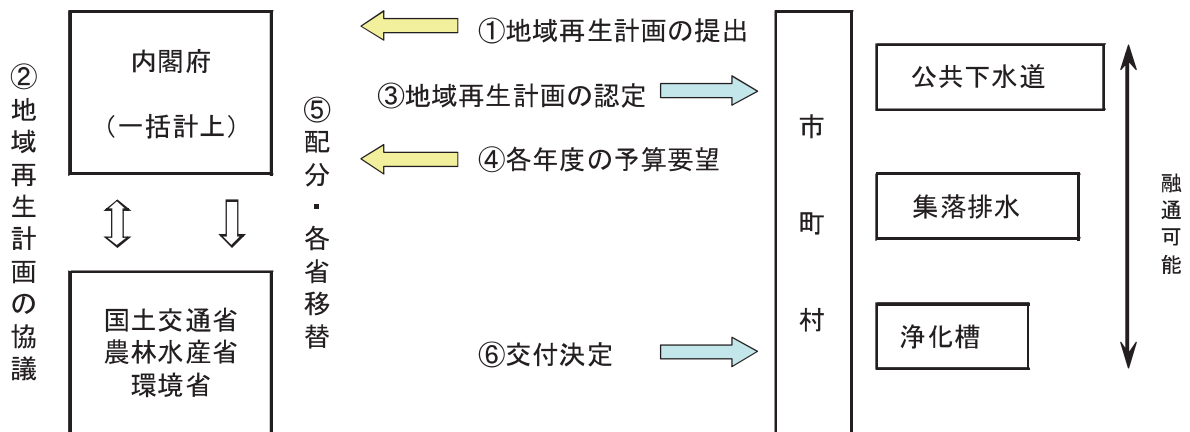 ②地域再生計画の協議
内閣府
(一括計上)
国土交通省
農林水産省
環境省
⑤配分・各省移替
①地域再生計画の提出
③地域再生計画の認定
④各年度の予算要望
⑥交付決定
市町村
公共下水道
集落排水
浄化槽
融通可能